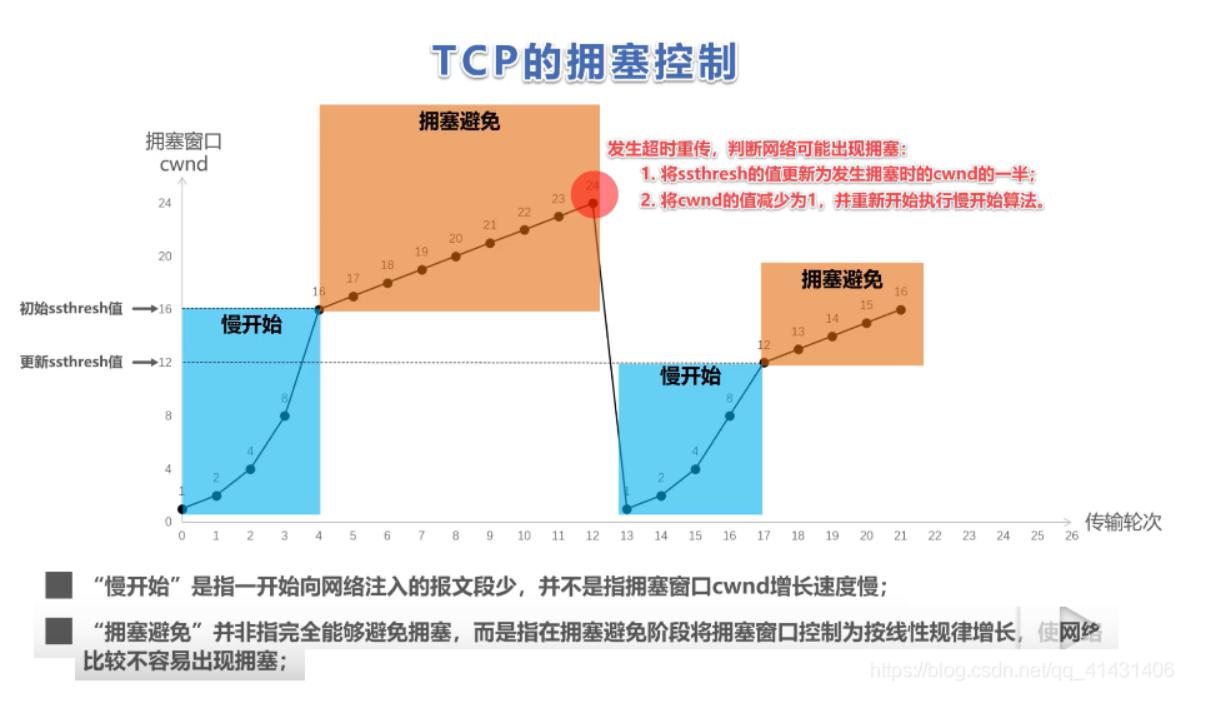 TCP的拥塞控制
拥塞窗口
cwnd
拥塞避免
发生超时重传，判断网络可能出现拥塞：
1. 将ssthresh的值更新为发生拥塞时的cwnd的一半；
2. 将cwnd的值减少为1，并重新开始执行慢开始算法。
24
20
初始ssthresh值
16
更新ssthresh值
12
8
4
0
慢开始
1
2
4
8
16
17
18
19
20
21
22
23
24
慢开始
1
2
4
8
拥塞避免
12
13
14
15
16
0 1 2 3 4 5 6 7 8 9 10 11 12 13 14 15 16 17 18 19 20 21 22 23 24 25 26
传输轮次
“慢开始”是指一开始向网络注入的报文段少，并不是指拥塞窗口cwnd增长速度慢；
“拥塞避免”并非指完全能够避免拥塞，而是指在拥塞避免阶段将拥塞窗口控制为按线性规律增长，使网络
比较不容易出现拥塞；
https://blog.csdn.net/qq_41431406